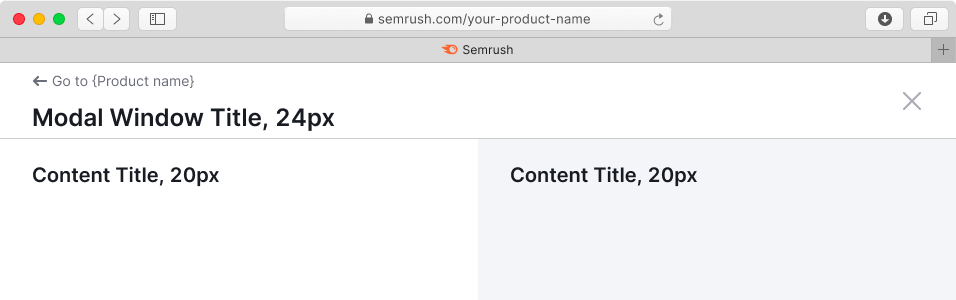 semrush.com/your-product-name
Semrush
Go to {Product name}
Modal Window Title, 24px
Content Title, 20px
Content Title, 20px